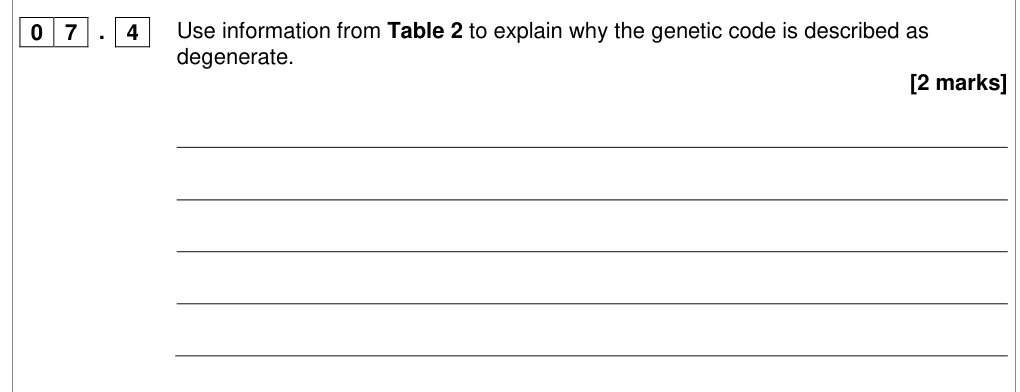 0 7 . 4 Use information from Table 2 to explain why the genetic code is described as
degenerate.
[2 marks]